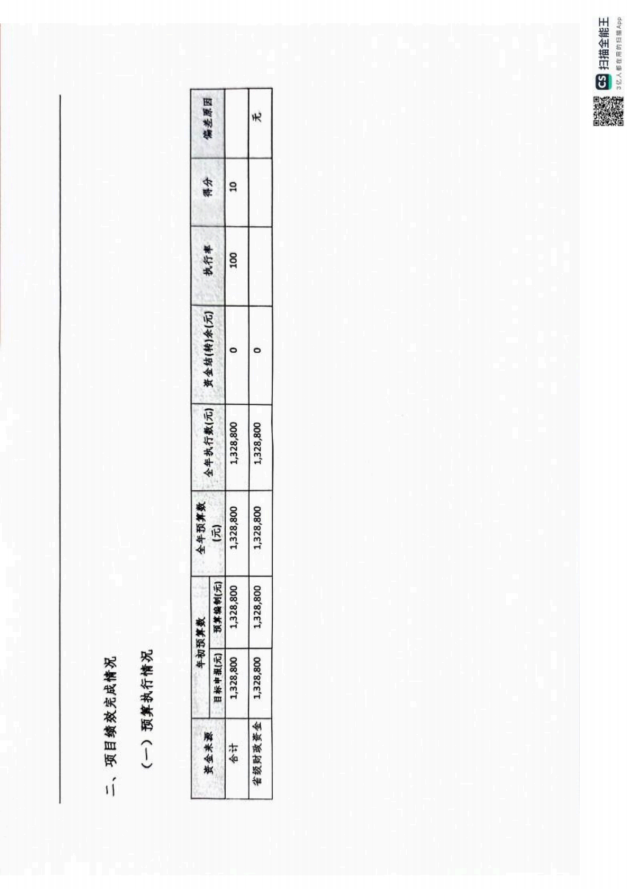 二、项目绩效完成情况
（一）预算执行情况
资金来源 年初预算数 全年预算数(元) 全年执行数(元) 资金结(转)余(元) 执行率 得分 偏差原因
目标申报(元) 预算编制(元)
合计 1,328,800 1,328,800 1,328,800 1,328,800 0 100 10
省级财政资金 1,328,800 1,328,800 1,328,800 1,328,800 0 元
CS 扫描全能王
3亿人都在用的扫描App